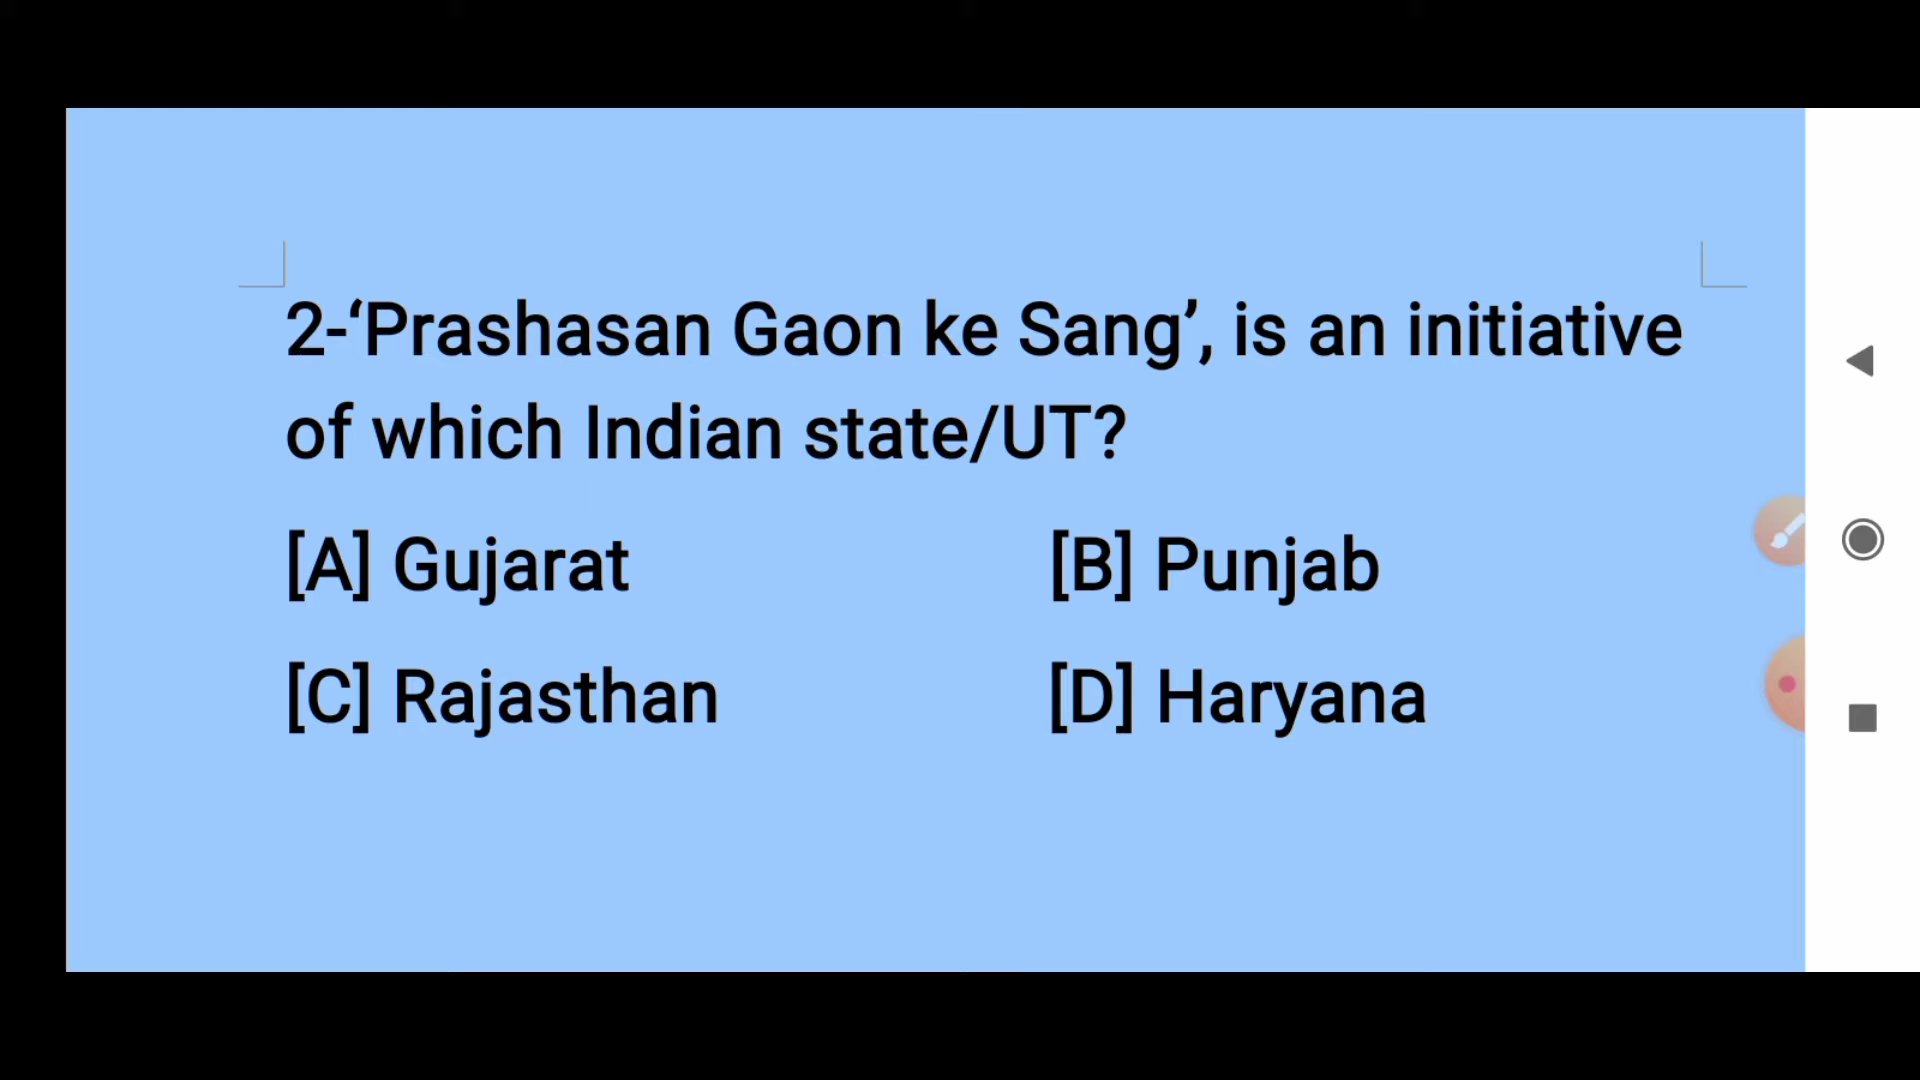 2-‘Prashasan Gaon ke Sang’, is an initiative
of which Indian state/UT?
[A] Gujarat [B] Punjab
[C] Rajasthan [D] Haryana